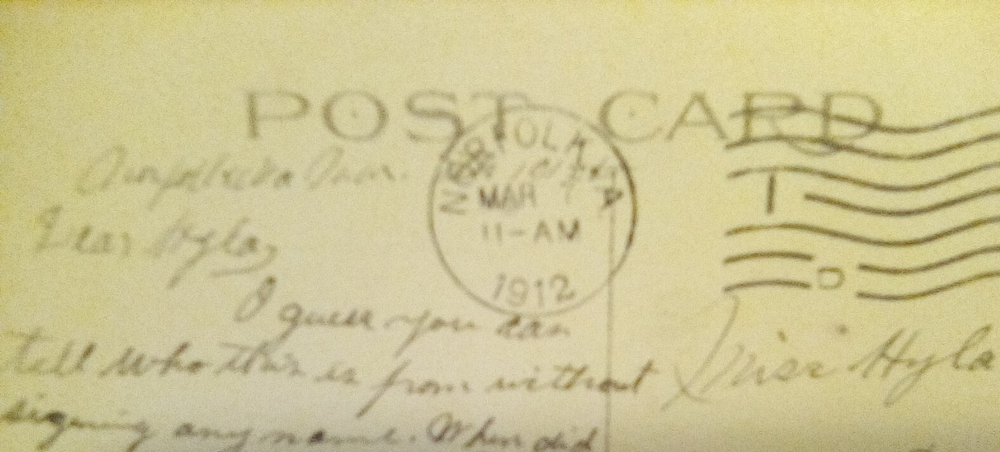 POST CARD
NORFOLK
MAR
11-AM
1912
1
D
Dear Hyla,
I guess you can
tell who this is from without
signing any name. When did
Miss Hyla